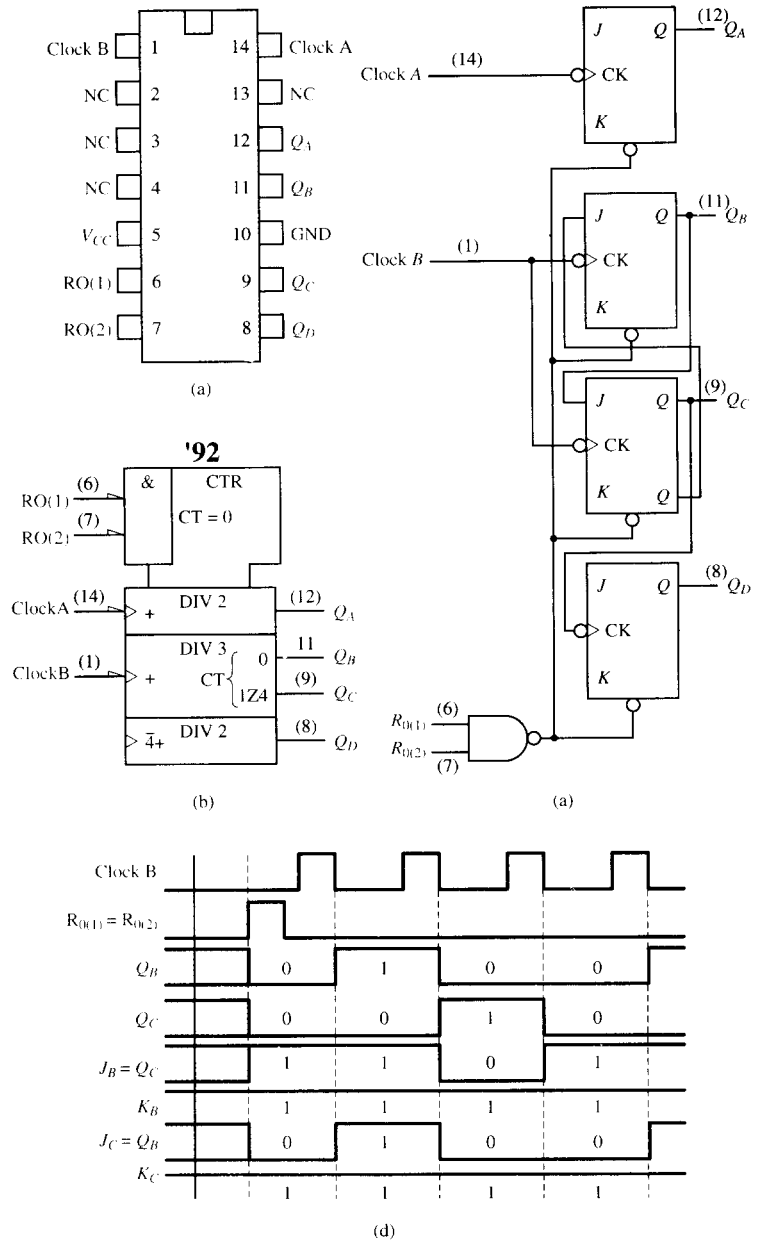 Clock B 1 14 Clock A
NC 2 13 NC
NC 3 12 Q_A
NC 4 11 Q_B
V_CC 5 10 GND
RO(1) 6 9 Q_C
RO(2) 7 8 Q_D
(a)
'92
(6) & CTR
RO(1)
(7) CT = 0
RO(2)
DIV 2
ClockA (14) + (12) Q_A
DIV 3
ClockB (1) + CT { 0 11 Q_B
1Z4 (9) Q_C
DIV 2
4̅+ (8) Q_D
(b)
J Q (12) Q_A
Clock A (14) CK
K
J Q (11) Q_B
Clock B (1) CK
K
J Q (9) Q_C
CK
K Q
J Q (8) Q_D
CK
K
R_0(1) (6)
R_0(2) (7)
(a)
Clock B
R_0(1) = R_0(2)
Q_B 0 1 0 0
Q_C 0 0 1 0
J_B = Q_C 1 1 0 1
K_B 1 1 1 1
J_C = Q_B 0 1 0 0
K_C 1 1 1 1
(d)